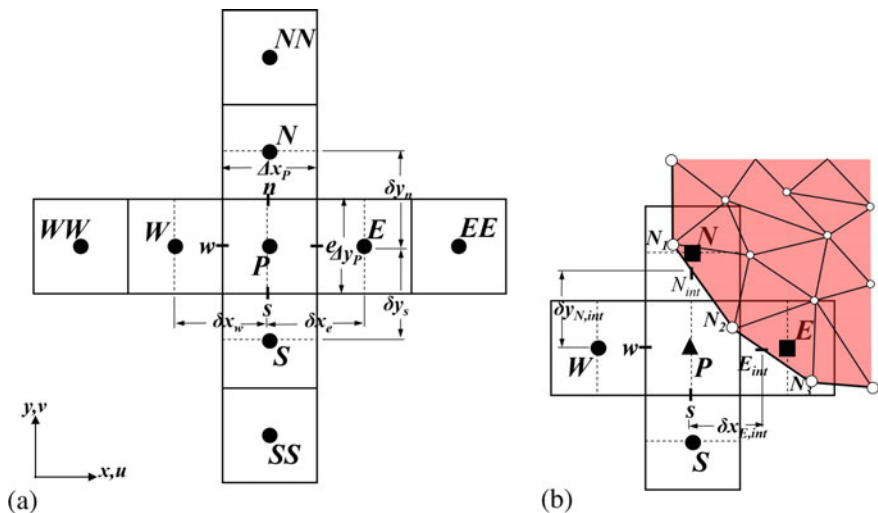 NN
N
Δx_P
n
δy_n
WW
W
w
P
e
Δy_P
E
EE
s
δx_w
δx_e
δy_s
S
SS
y,v
x,u
(a)
N_1
N
N_int
δy_N,int
N_2
E
W
w
P
E_int
N_3
s
δx_E,int
S
(b)